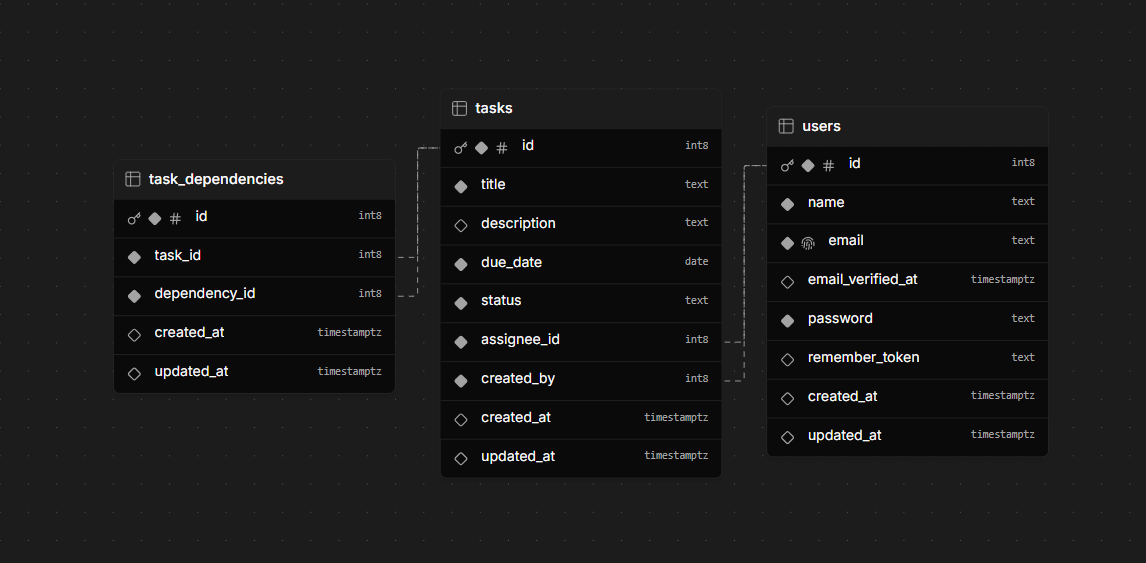 task_dependencies
id int8
task_id int8
dependency_id int8
created_at timestamptz
updated_at timestamptz
tasks
id int8
title text
description text
due_date date
status text
assignee_id int8
created_by int8
created_at timestamptz
updated_at timestamptz
users
id int8
name text
email text
email_verified_at timestamptz
password text
remember_token text
created_at timestamptz
updated_at timestamptz